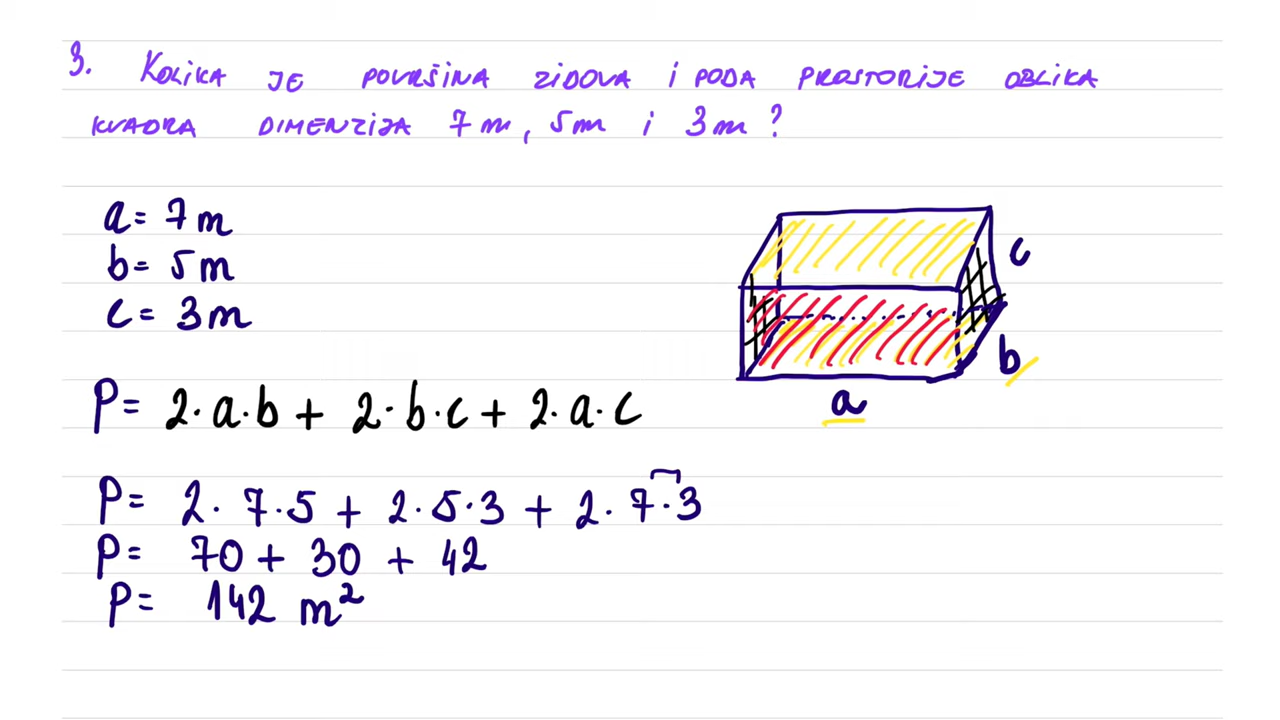 3. KOLIKA JE POVRŠINA ZIDOVA I PODA PROSTORIJE OBLIKA
KVADRA DIMENZIJA 7m, 5m i 3m?
a= 7m
b= 5m
c= 3m
c
b
a
P= 2·a·b + 2·b·c + 2·a·c
P= 2·7·5 + 2·5·3 + 2·7·3
P= 70 + 30 + 42
P= 142 m²